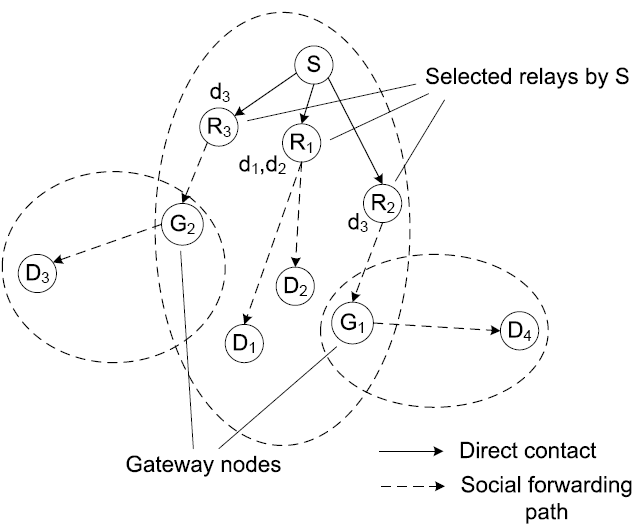 S
Selected relays by S
d₃
R₃
R₁
d₁,d₂
R₂
d₃
G₂
D₃
D₂
G₁
D₄
D₁
Gateway nodes
Direct contact
Social forwarding
path